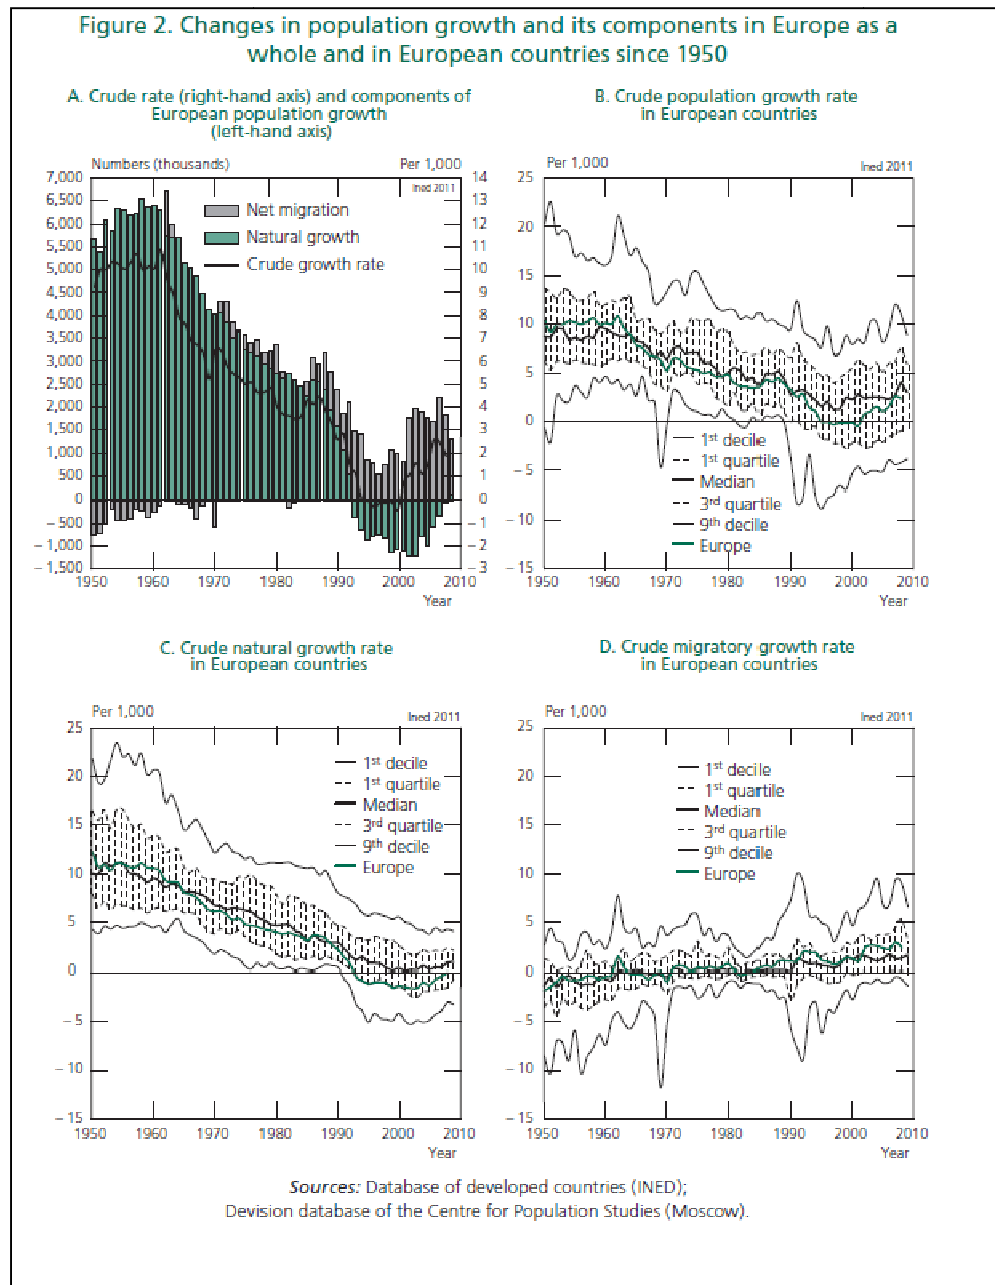 Figure 2. Changes in population growth and its components in Europe as a
whole and in European countries since 1950
A. Crude rate (right-hand axis) and components of
European population growth
(left-hand axis)
Numbers (thousands)
Per 1,000
Ined 2011
7,000
6,500
6,000
5,500
5,000
4,500
4,000
3,500
3,000
2,500
2,000
1,500
1,000
500
0
– 500
– 1,000
– 1,500
14
13
12
11
10
9
8
7
6
5
4
3
2
1
0
– 1
– 2
– 3
Net migration
Natural growth
Crude growth rate
1950 1960 1970 1980 1990 2000 2010
Year
B. Crude population growth rate
in European countries
Per 1,000
Ined 2011
25
20
15
10
5
0
– 5
– 10
– 15
1st decile
1st quartile
Median
3rd quartile
9th decile
Europe
1950 1960 1970 1980 1990 2000 2010
Year
C. Crude natural growth rate
in European countries
Per 1,000
Ined 2011
25
20
15
10
5
0
– 5
– 10
– 15
1st decile
1st quartile
Median
3rd quartile
9th decile
Europe
1950 1960 1970 1980 1990 2000 2010
Year
D. Crude migratory growth rate
in European countries
Per 1,000
Ined 2011
25
20
15
10
5
0
– 5
– 10
– 15
1st decile
1st quartile
Median
3rd quartile
9th decile
Europe
1950 1960 1970 1980 1990 2000 2010
Year
Sources: Database of developed countries (INED);
Devision database of the Centre for Population Studies (Moscow).